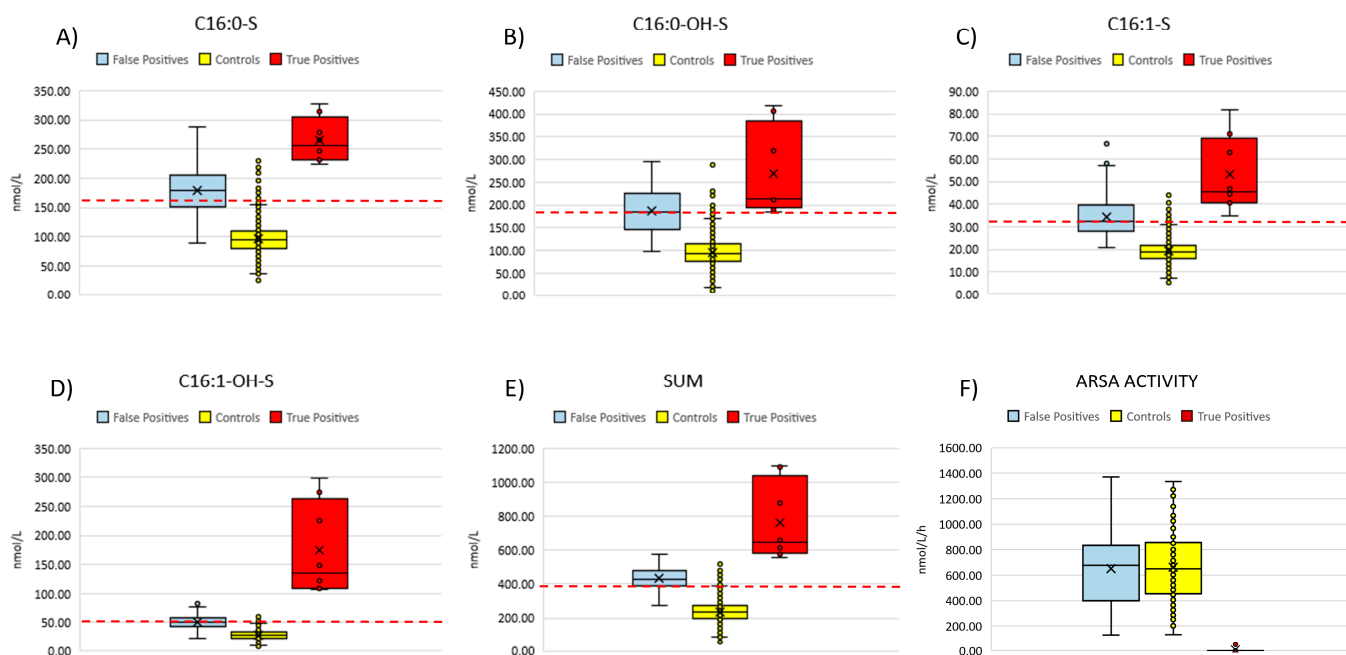 A)
C16:0-S
False Positives Controls True Positives
nmol/L
350.00
300.00
250.00
200.00
150.00
100.00
50.00
0.00
B)
C16:0-OH-S
False Positives Controls True Positives
nmol/L
450.00
400.00
350.00
300.00
250.00
200.00
150.00
100.00
50.00
0.00
C)
C16:1-S
False Positives Controls True Positives
nmol/L
90.00
80.00
70.00
60.00
50.00
40.00
30.00
20.00
10.00
0.00
D)
C16:1-OH-S
False Positives Controls True Positives
nmol/L
350.00
300.00
250.00
200.00
150.00
100.00
50.00
0.00
E)
SUM
False Positives Controls True Positives
nmol/L
1200.00
1000.00
800.00
600.00
400.00
200.00
0.00
F)
ARSA ACTIVITY
False Positives Controls True Positives
nmol/L/h
1600.00
1400.00
1200.00
1000.00
800.00
600.00
400.00
200.00
0.00